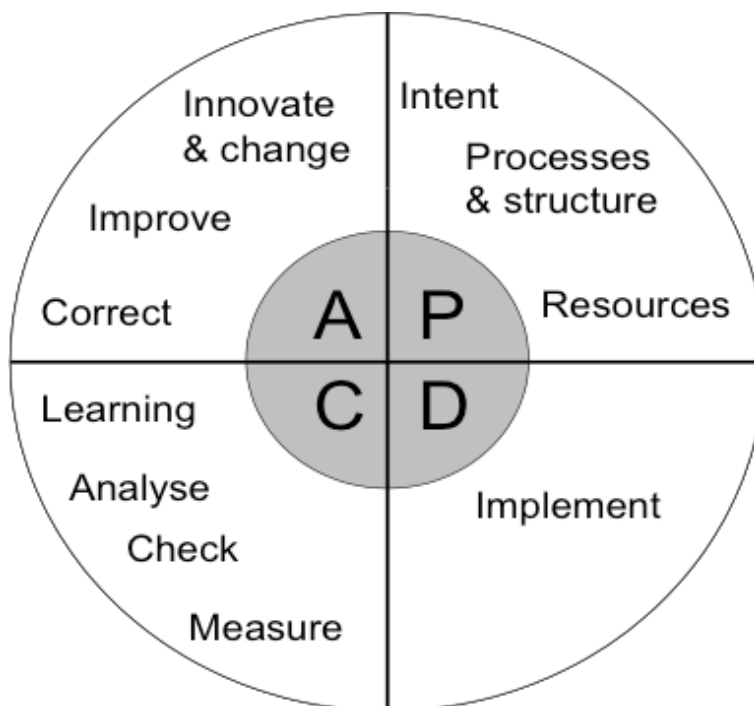 Innovate
& change
Improve
Correct
Intent
Processes
& structure
Resources
A P
C D
Learning
Analyse
Check
Measure
Implement